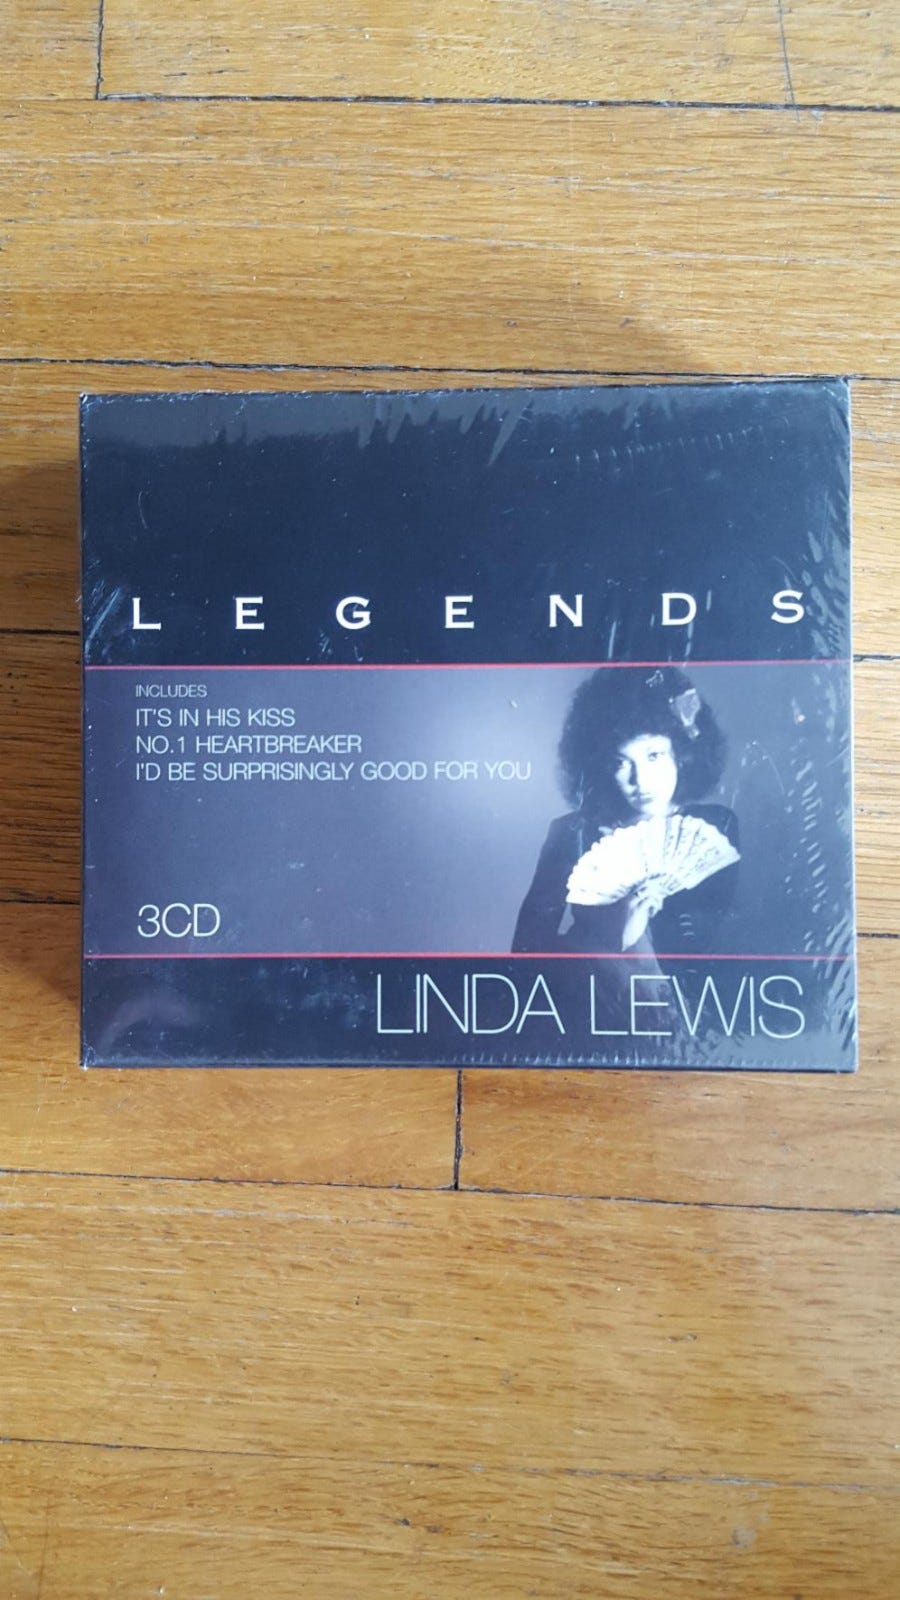 LEGENDS
INCLUDES
IT'S IN HIS KISS
NO.1 HEARTBREAKER
I'D BE SURPRISINGLY GOOD FOR YOU
3CD
LINDA LEWIS